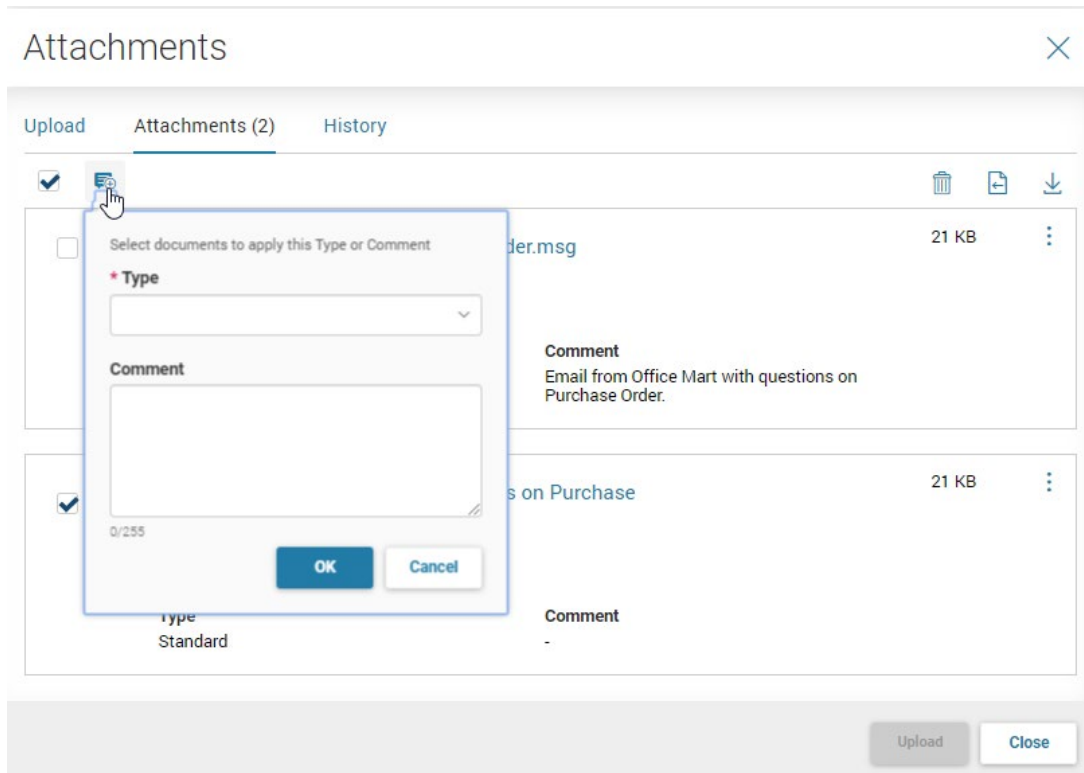 Attachments
Upload Attachments (2) History
Select documents to apply this Type or Comment
* Type
Comment
0/255
OK Cancel
der.msg
21 KB
Comment
Email from Office Mart with questions on
Purchase Order.
s on Purchase
21 KB
Type
Standard
Comment
-
Upload Close